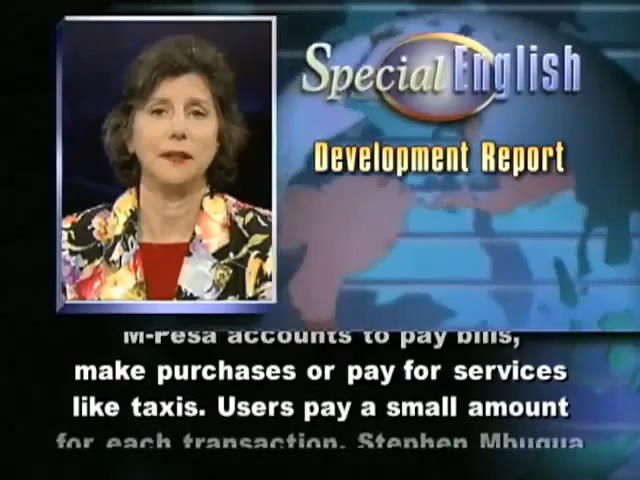 Special English
Development Report
M-Pesa accounts to pay bills,
make purchases or pay for services
like taxis. Users pay a small amount
for each transaction. Stephen Mbugua